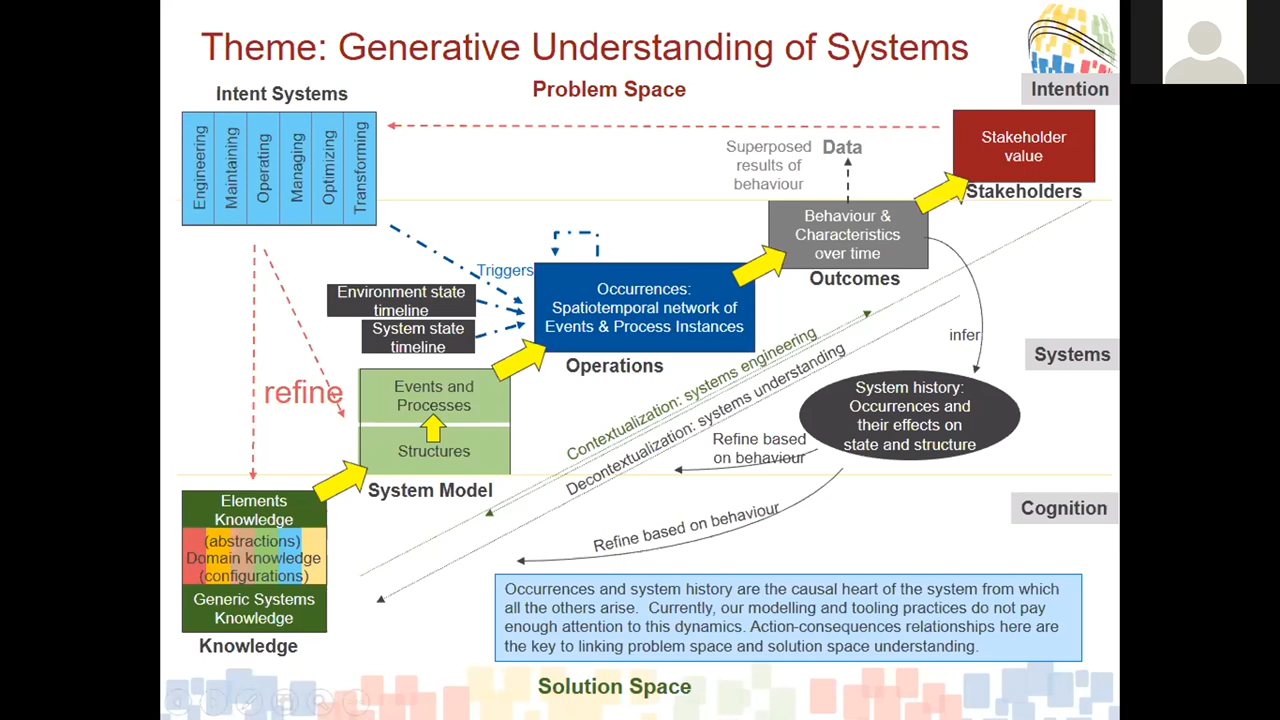 Theme: Generative Understanding of Systems
Problem Space
Intention
Intent Systems
Engineering
Maintaining
Operating
Managing
Optimizing
Transforming
Stakeholder
value
Stakeholders
Superposed
results of
behaviour
Data
Behaviour &
Characteristics
over time
Outcomes
Triggers
Occurrences:
Spatiotemporal network of
Events & Process Instances
Operations
Environment state
timeline
System state
timeline
infer
Systems
refine
Events and
Processes
Structures
System Model
Contextualization: systems engineering
Decontextualization: systems understanding
System history:
Occurrences and
their effects on
state and structure
Refine based
on behaviour
Refine based on behaviour
Cognition
Elements
Knowledge
(abstractions)
Domain knowledge
(configurations)
Generic Systems
Knowledge
Knowledge
Occurrences and system history are the causal heart of the system from which
all the others arise. Currently, our modelling and tooling practices do not pay
enough attention to this dynamics. Action-consequences relationships here are
the key to linking problem space and solution space understanding.
Solution Space